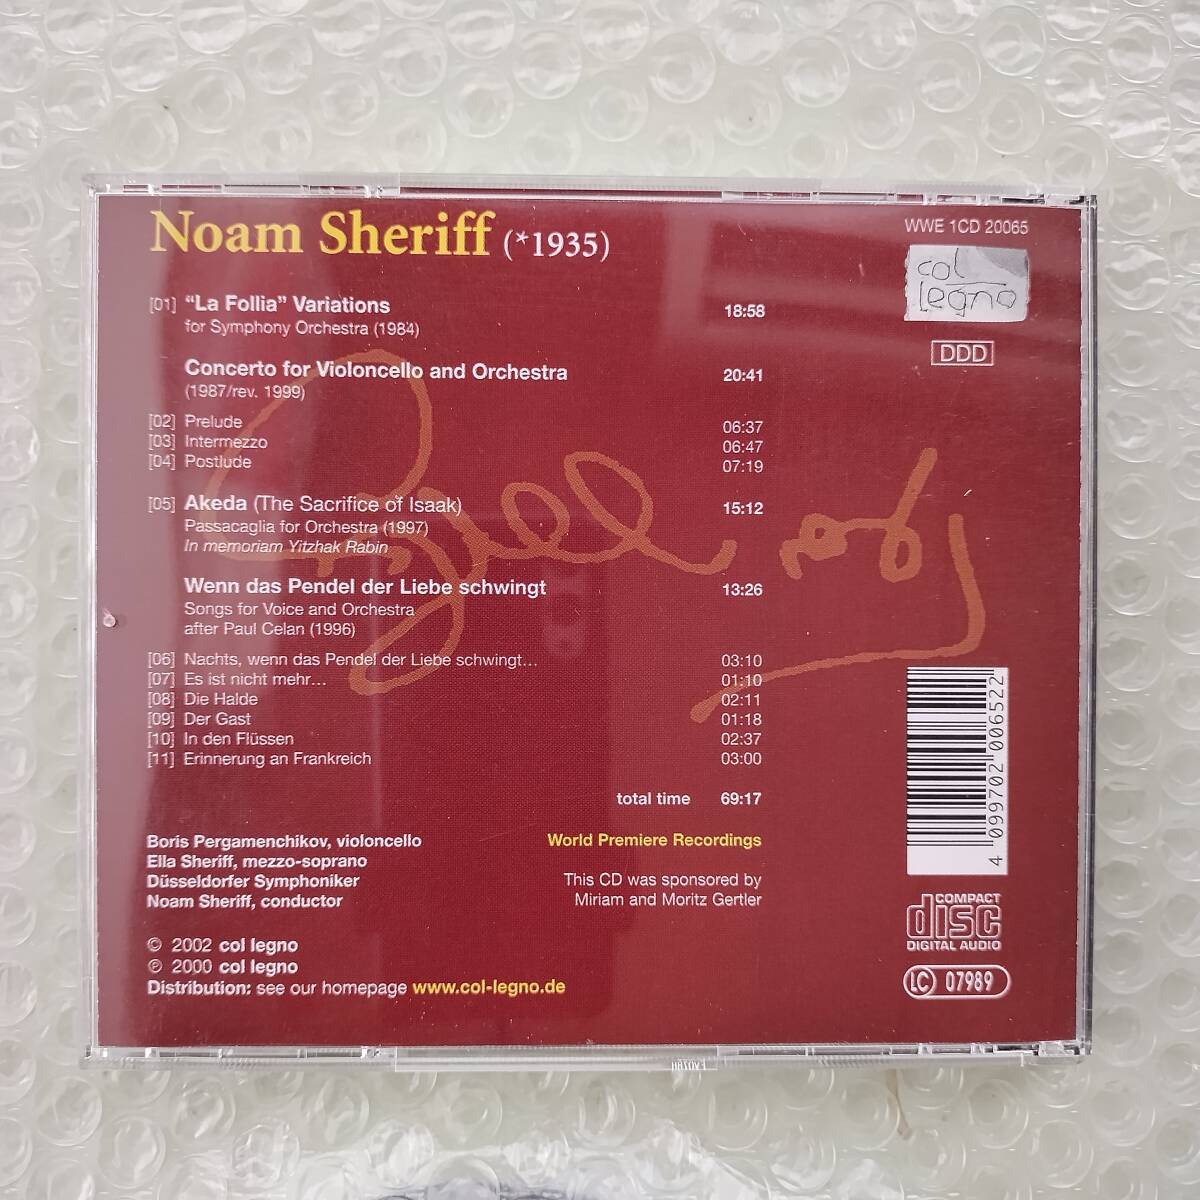 Noam Sheriff (*1935)
WWE 1CD 20065
col
legno
DDD
[01] “La Follia” Variations 18:58
for Symphony Orchestra (1984)
Concerto for Violoncello and Orchestra 20:41
(1987/rev. 1999)
[02] Prelude 06:37
[03] Intermezzo 06:47
[04] Postlude 07:19
[05] Akeda (The Sacrifice of Isaak) 15:12
Passacaglia for Orchestra (1997)
In memoriam Yitzhak Rabin
Wenn das Pendel der Liebe schwingt 13:26
Songs for Voice and Orchestra
after Paul Celan (1996)
[06] Nachts, wenn das Pendel der Liebe schwingt... 03:10
[07] Es ist nicht mehr... 01:10
[08] Die Halde 02:11
[09] Der Gast 01:18
[10] In den Flüssen 02:37
[11] Erinnerung an Frankreich 03:00
total time 69:17
Boris Pergamenchikov, violoncello
Ella Sheriff, mezzo-soprano
Düsseldorfer Symphoniker
Noam Sheriff, conductor
World Premiere Recordings
This CD was sponsored by
Miriam and Moritz Gertler
© 2002 col legno
℗ 2000 col legno
Distribution: see our homepage www.col-legno.de
4 099702 006522
COMPACT
disc
DIGITAL AUDIO
LC 07989